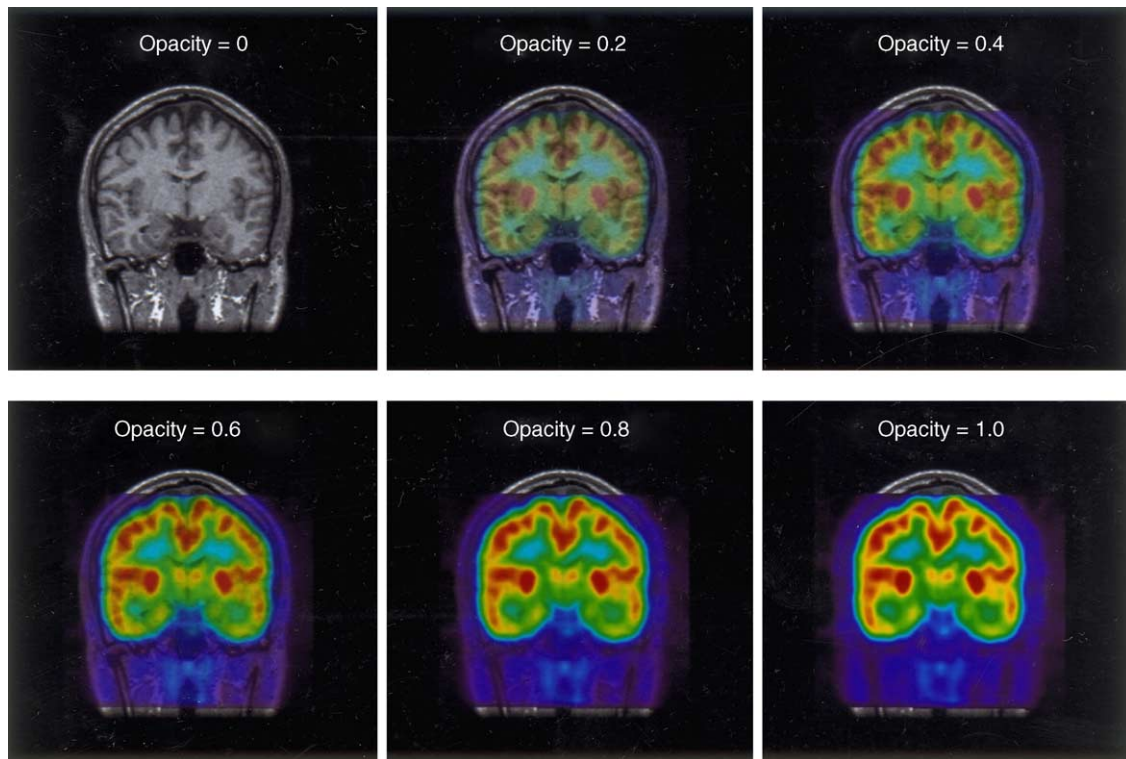 Opacity = 0
Opacity = 0.2
Opacity = 0.4
Opacity = 0.6
Opacity = 0.8
Opacity = 1.0